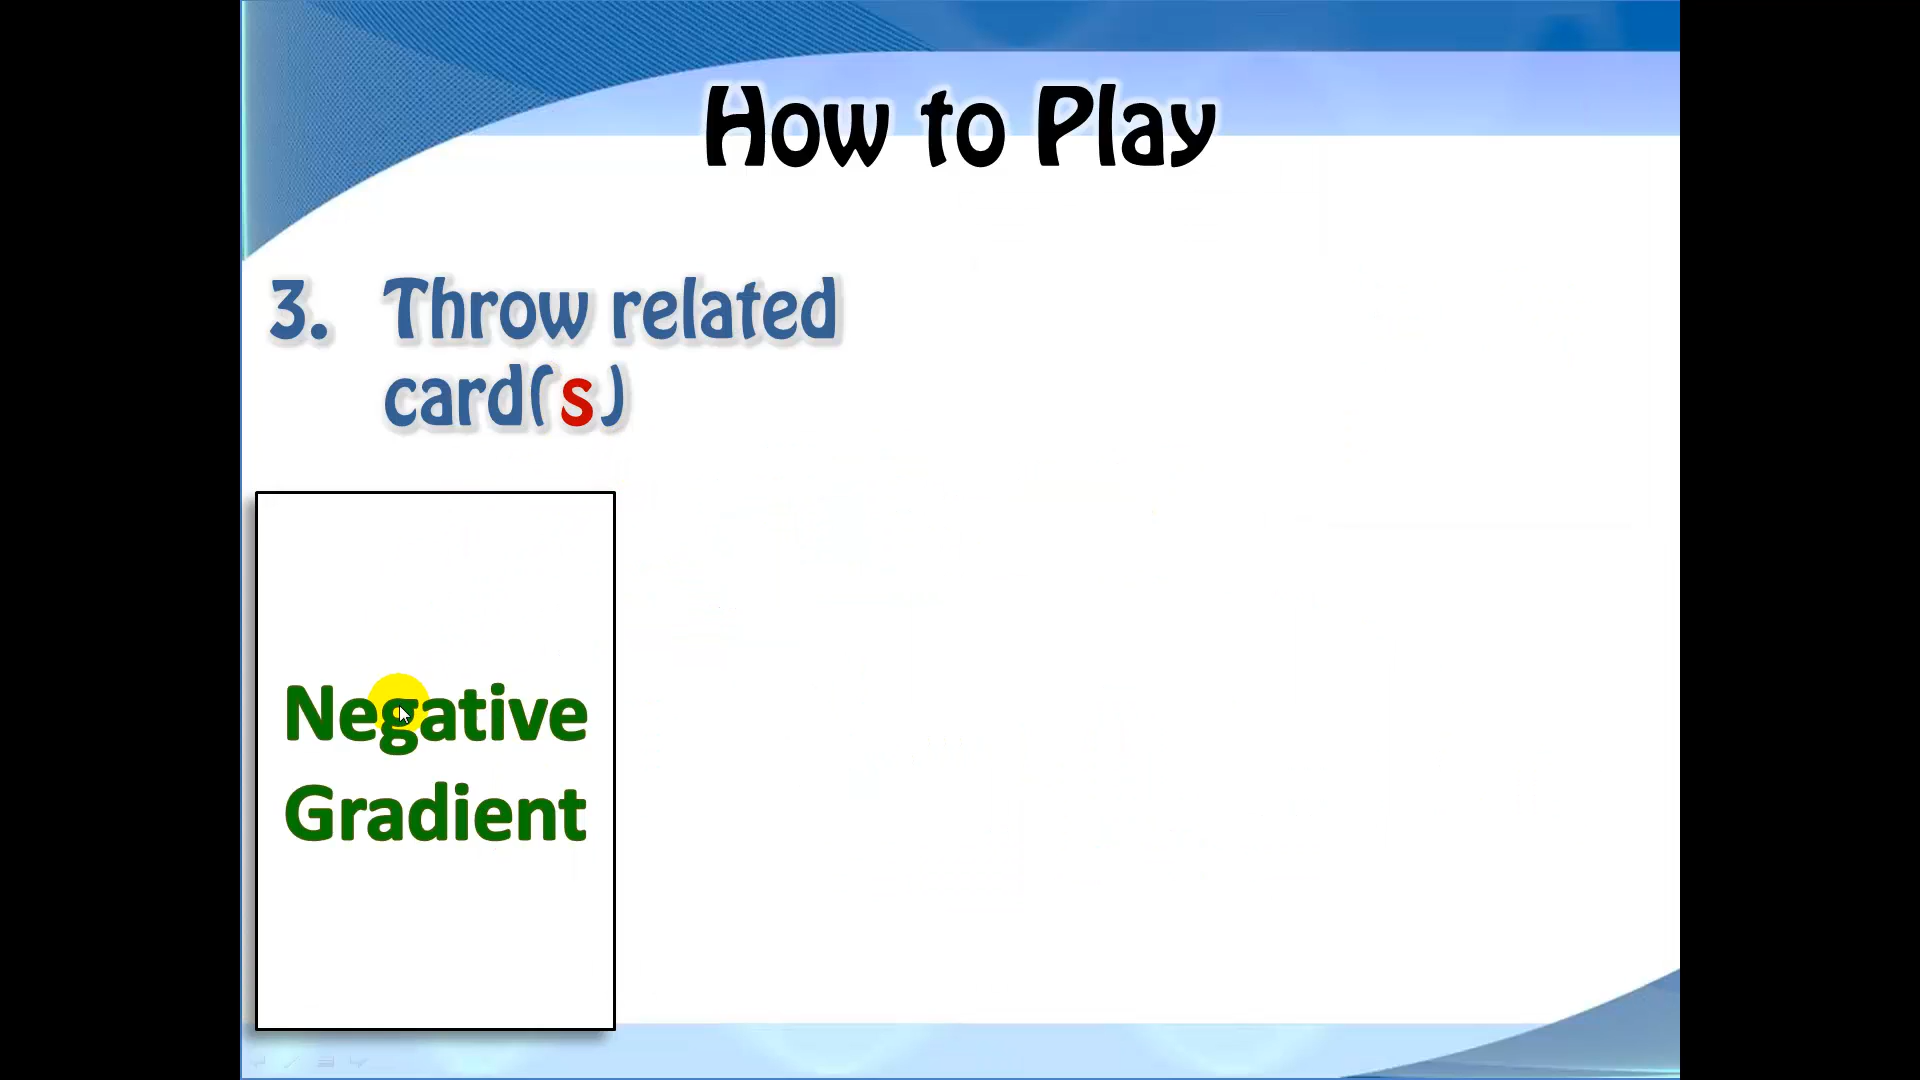 How to Play
3. Throw related
card(s)
Negative
Gradient